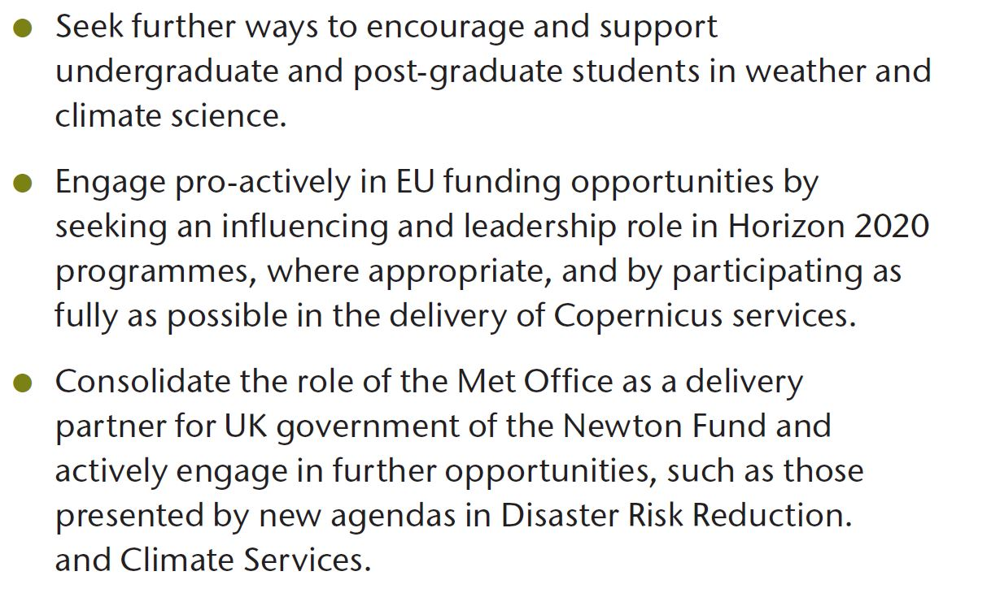 ● Seek further ways to encourage and support
undergraduate and post-graduate students in weather and
climate science.
● Engage pro-actively in EU funding opportunities by
seeking an influencing and leadership role in Horizon 2020
programmes, where appropriate, and by participating as
fully as possible in the delivery of Copernicus services.
● Consolidate the role of the Met Office as a delivery
partner for UK government of the Newton Fund and
actively engage in further opportunities, such as those
presented by new agendas in Disaster Risk Reduction.
and Climate Services.